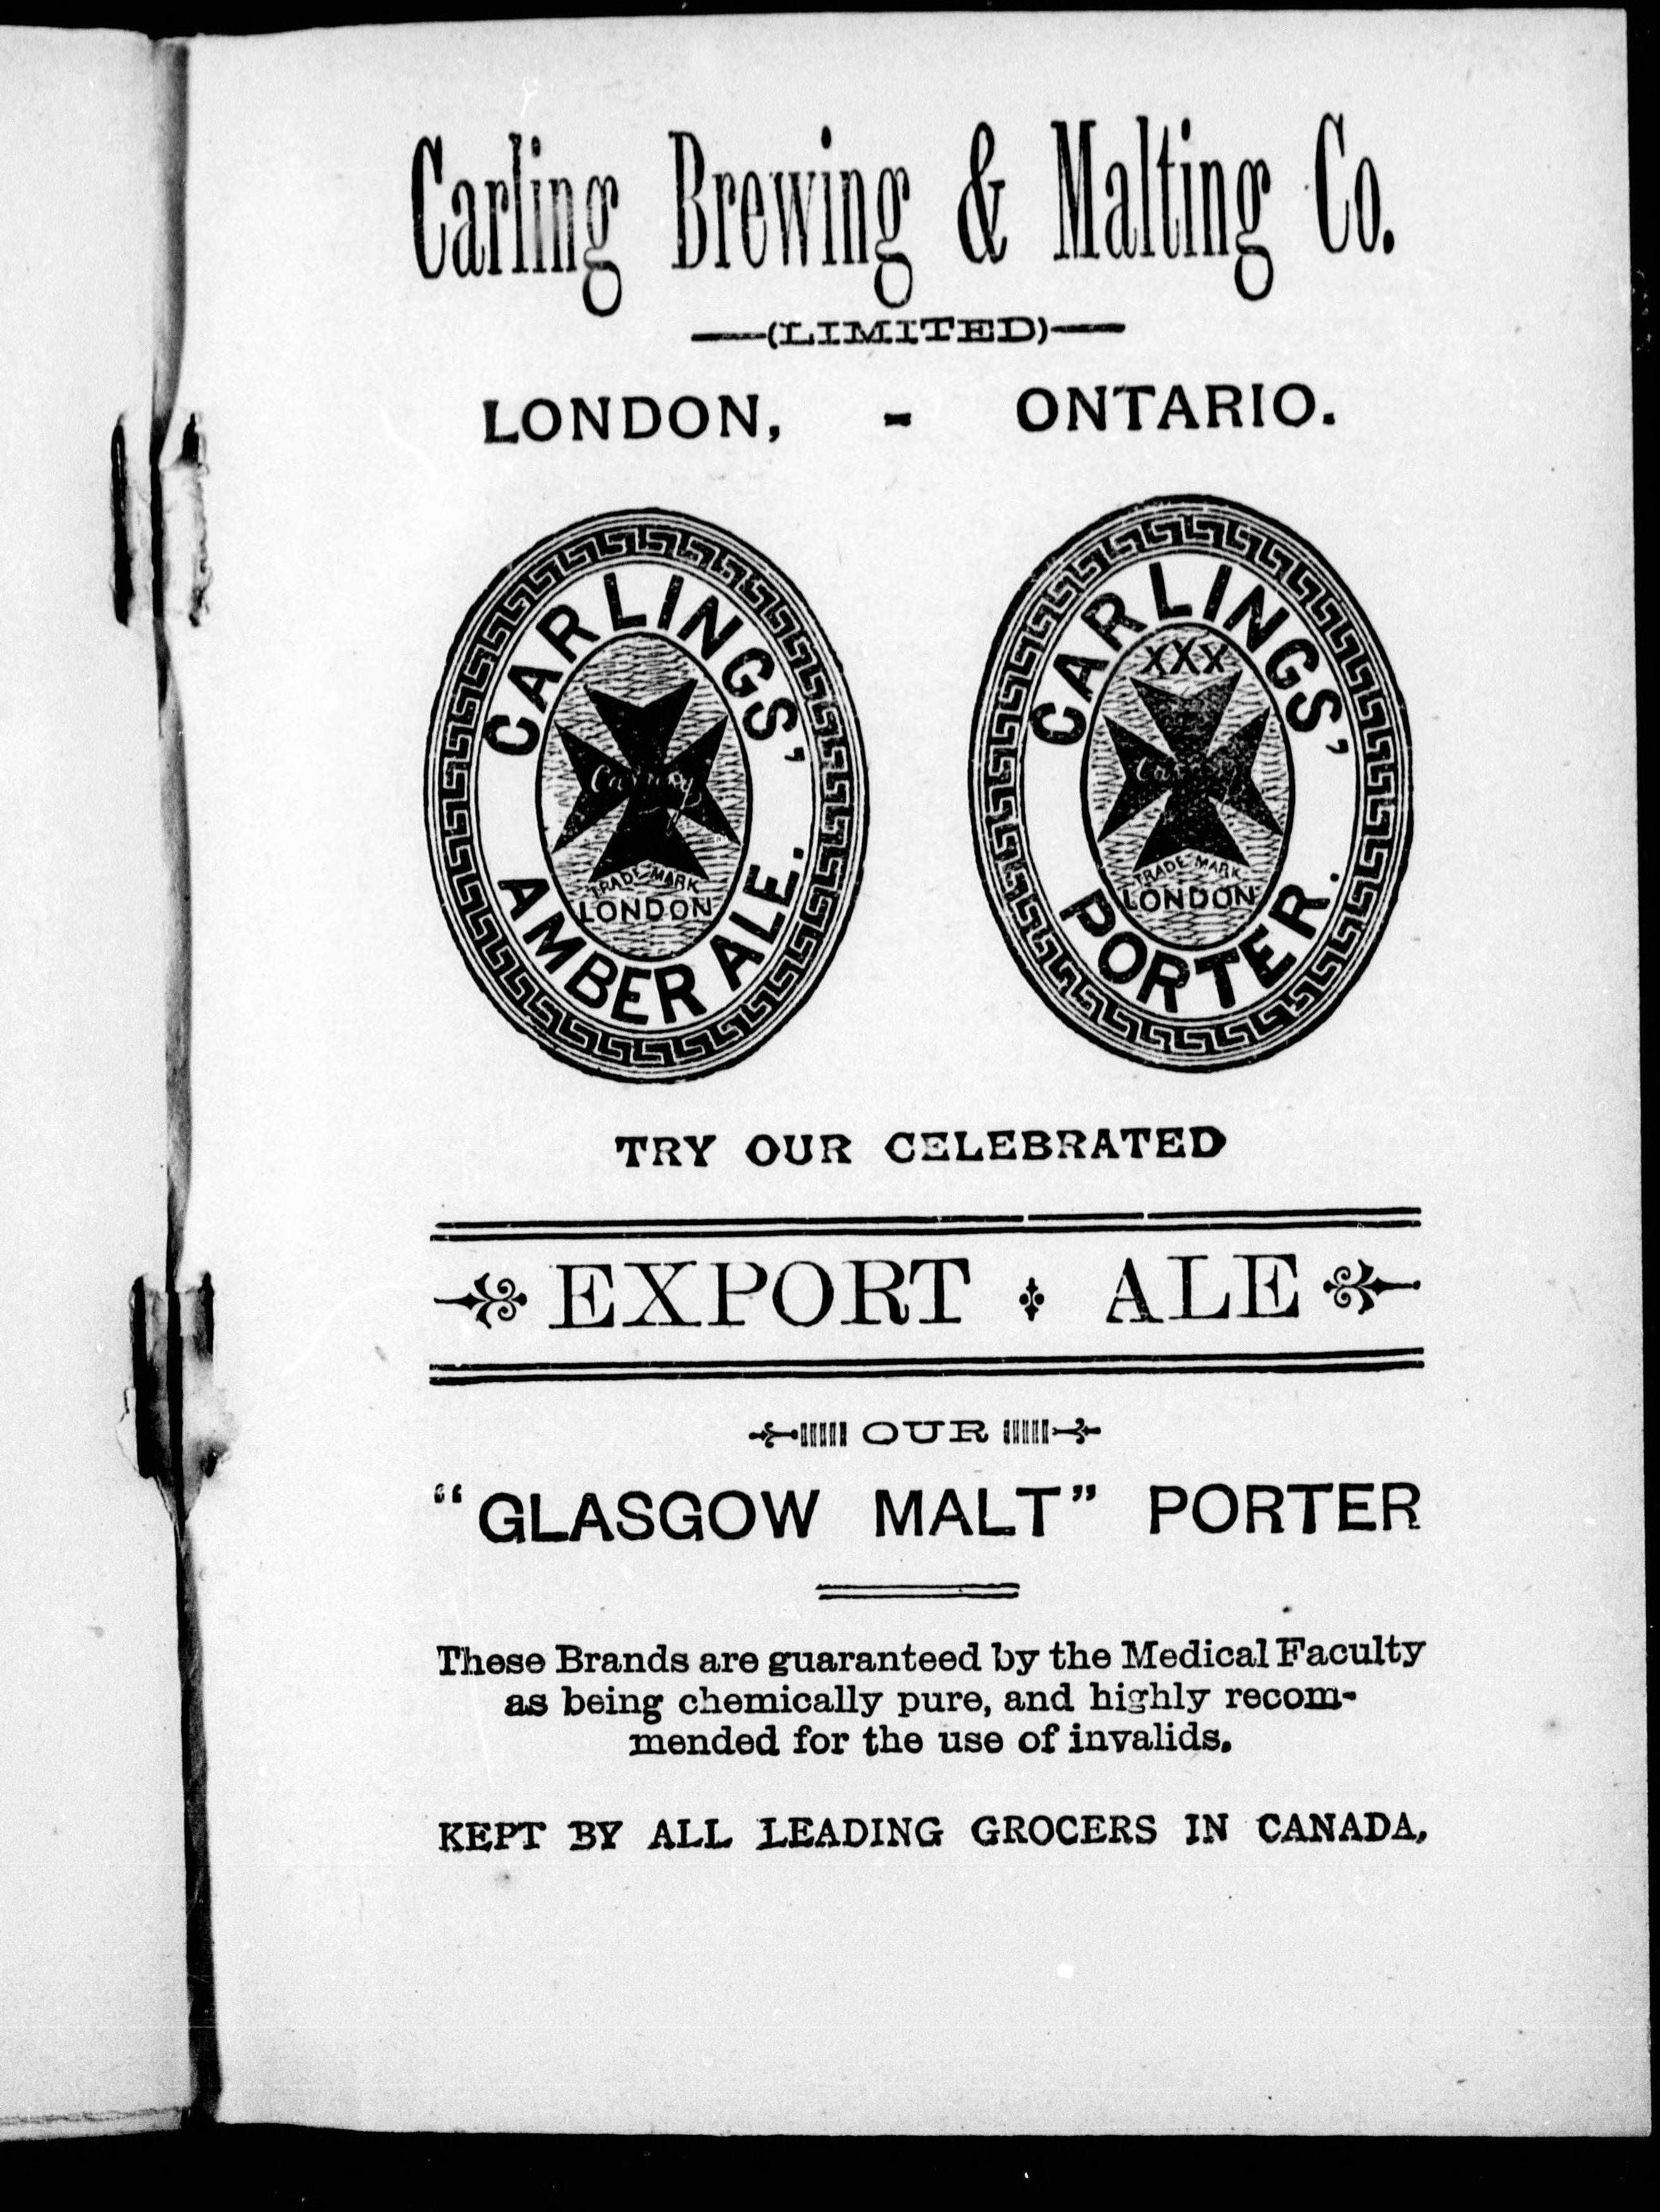 Carling Brewing & Malting Co.
(LIMITED)
LONDON, - ONTARIO.
CARLINGS'
TRADE MARK
LONDON
AMBER ALE.
CARLINGS'
XXX
TRADE MARK
LONDON
PORTER.
TRY OUR CELEBRATED
EXPORT ALE
OUR
"GLASGOW MALT" PORTER
These Brands are guaranteed by the Medical Faculty
as being chemically pure, and highly recom-
mended for the use of invalids.
KEPT BY ALL LEADING GROCERS IN CANADA,